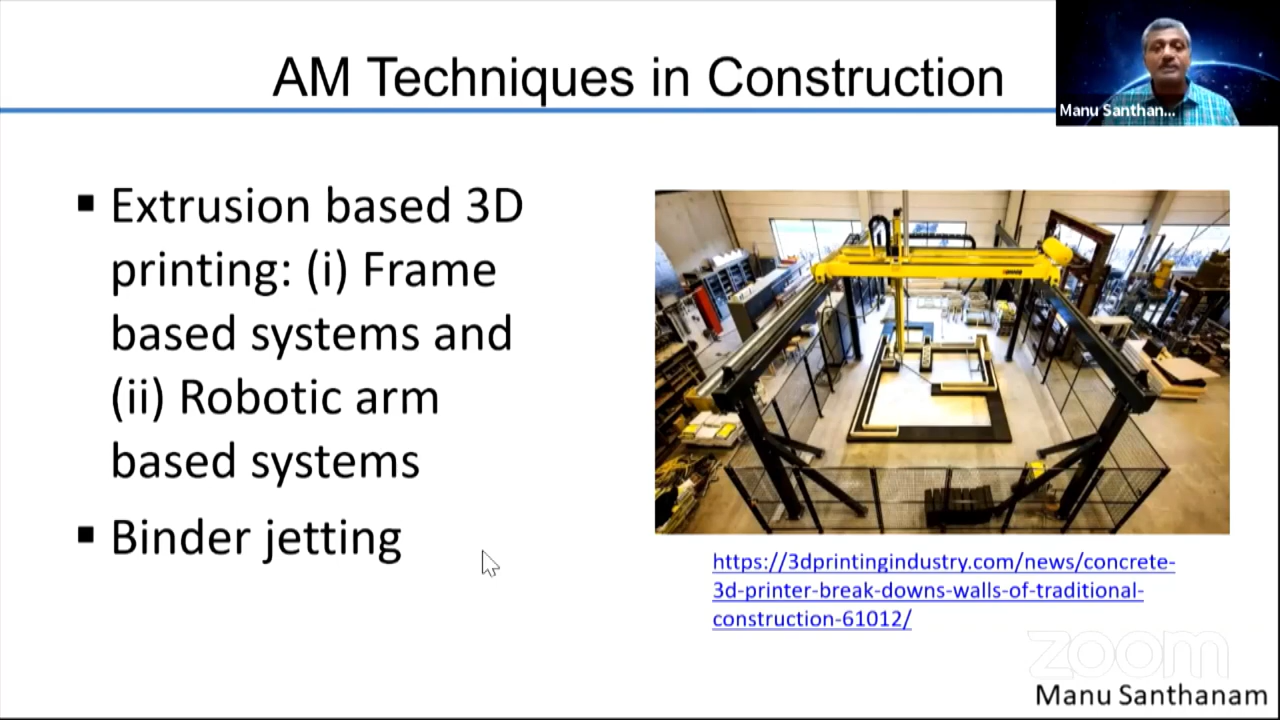 AM Techniques in Construction
Manu Santhan...
▪ Extrusion based 3D
printing: (i) Frame
based systems and
(ii) Robotic arm
based systems
▪ Binder jetting
https://3dprintingindustry.com/news/concrete-
3d-printer-break-downs-walls-of-traditional-
construction-61012/
zoom
Manu Santhanam